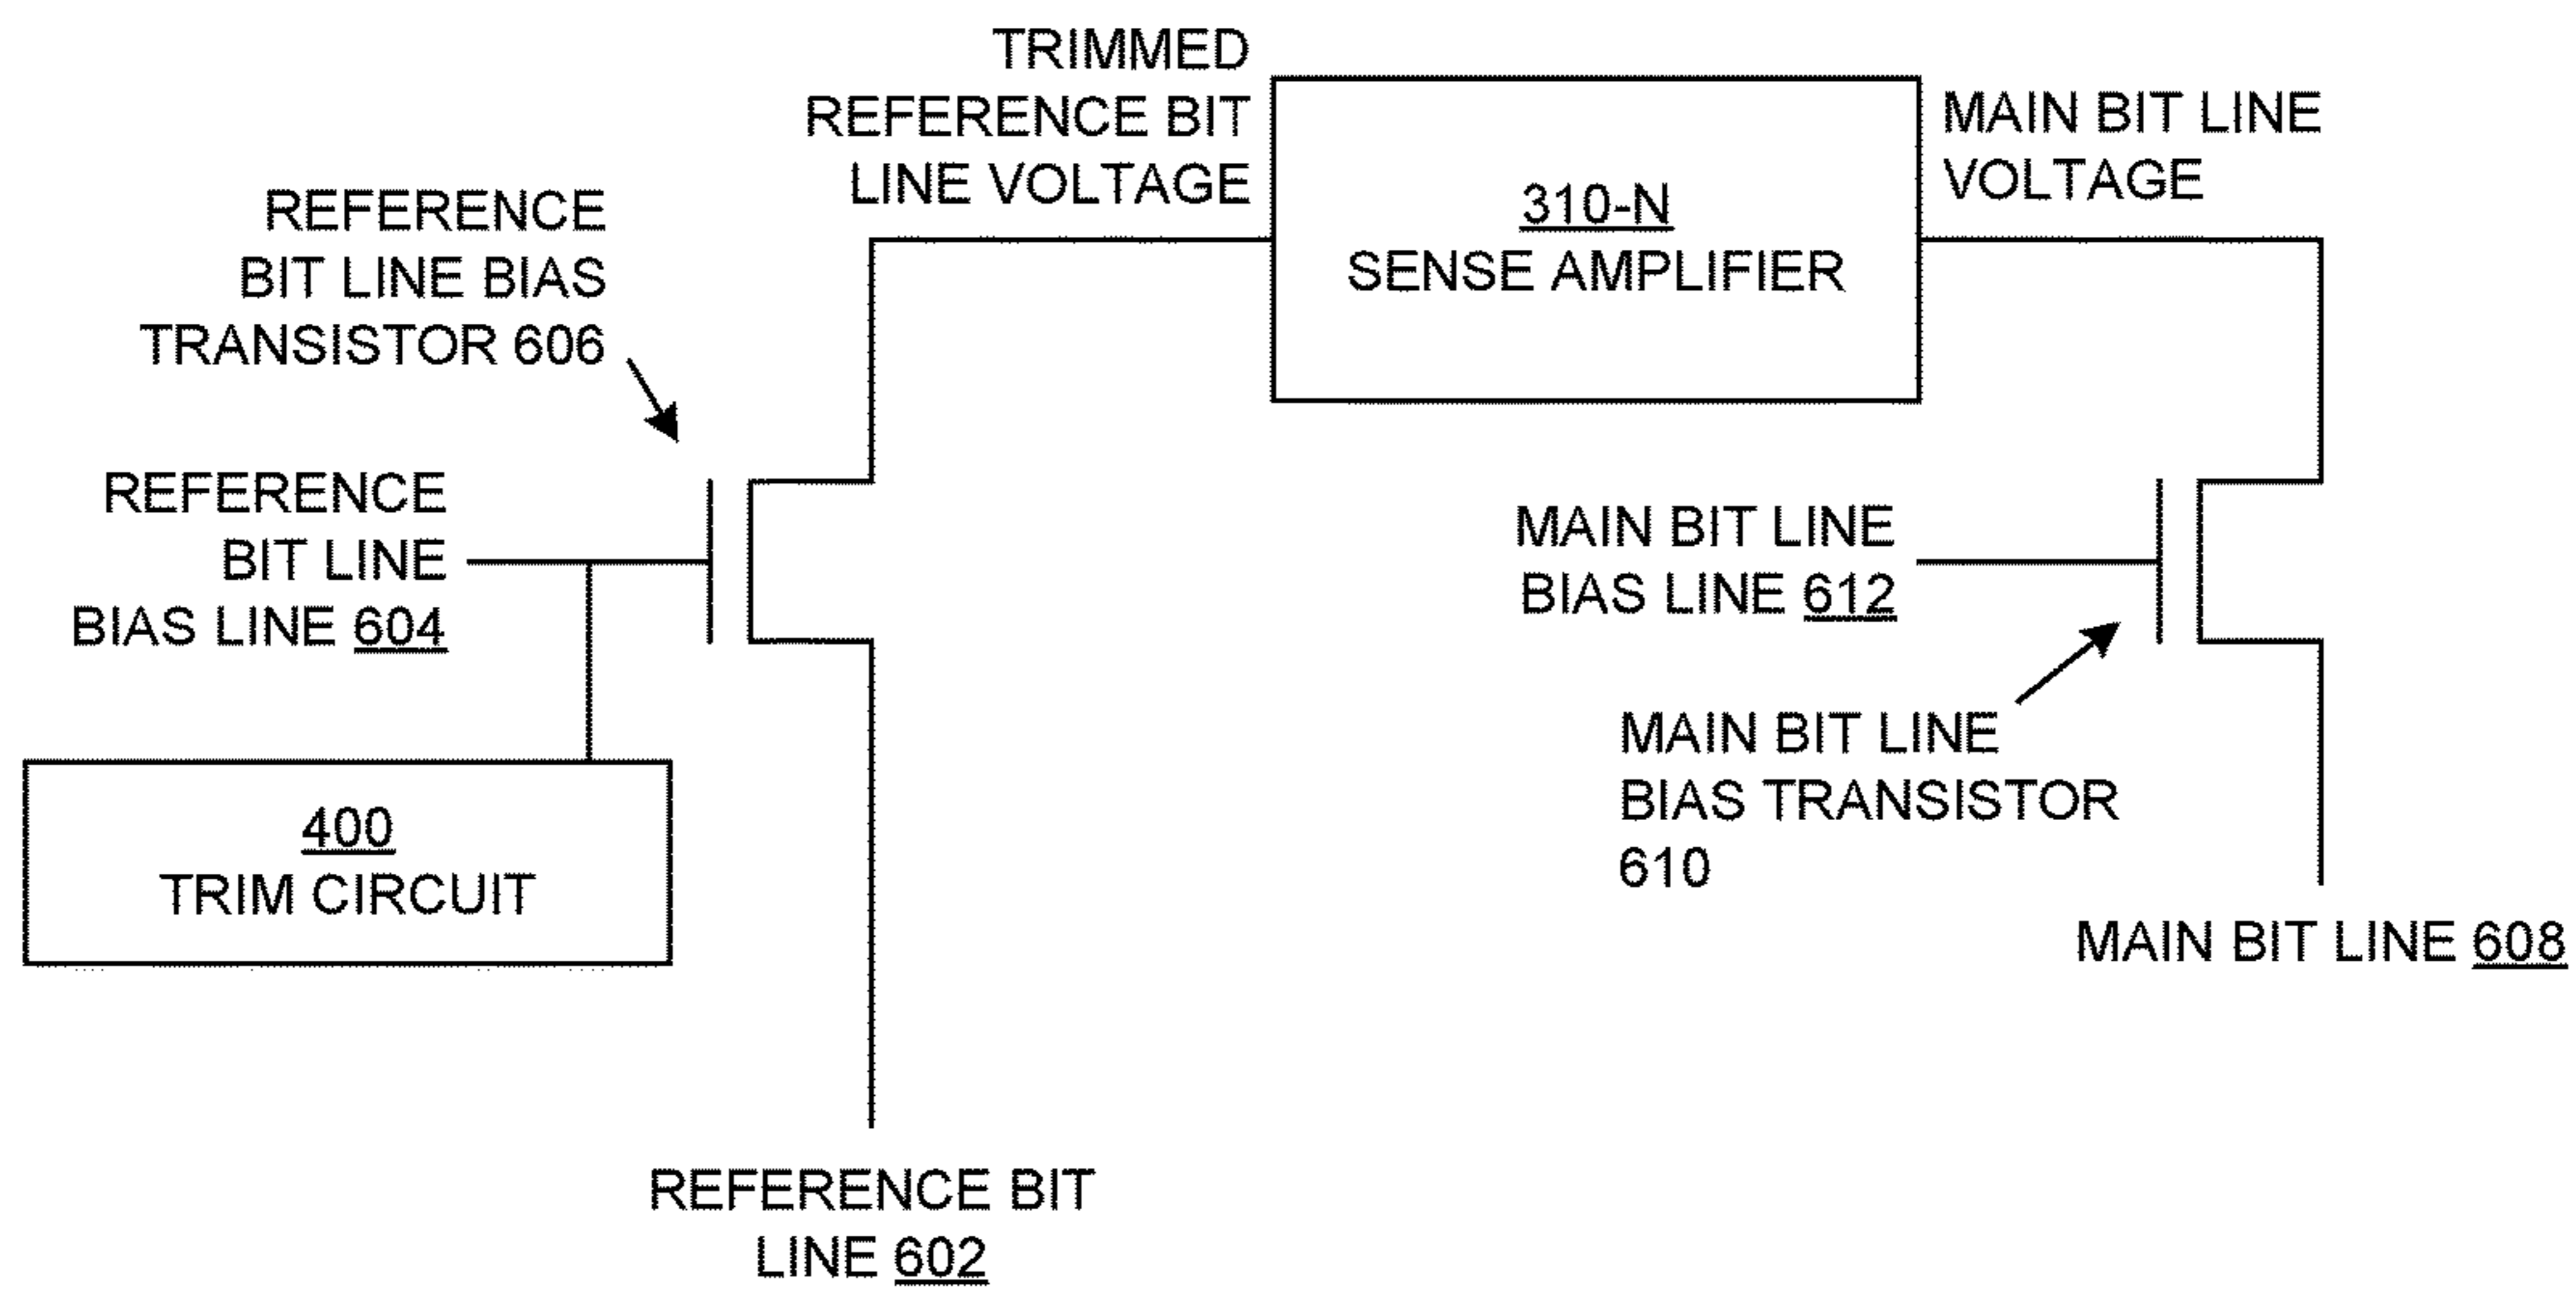 TRIMMED
REFERENCE BIT
LINE VOLTAGE
310-N
SENSE AMPLIFIER
MAIN BIT LINE
VOLTAGE
REFERENCE
BIT LINE BIAS
TRANSISTOR 606
REFERENCE
BIT LINE
BIAS LINE 604
MAIN BIT LINE
BIAS LINE 612
MAIN BIT LINE
BIAS TRANSISTOR
610
400
TRIM CIRCUIT
MAIN BIT LINE 608
REFERENCE BIT
LINE 602